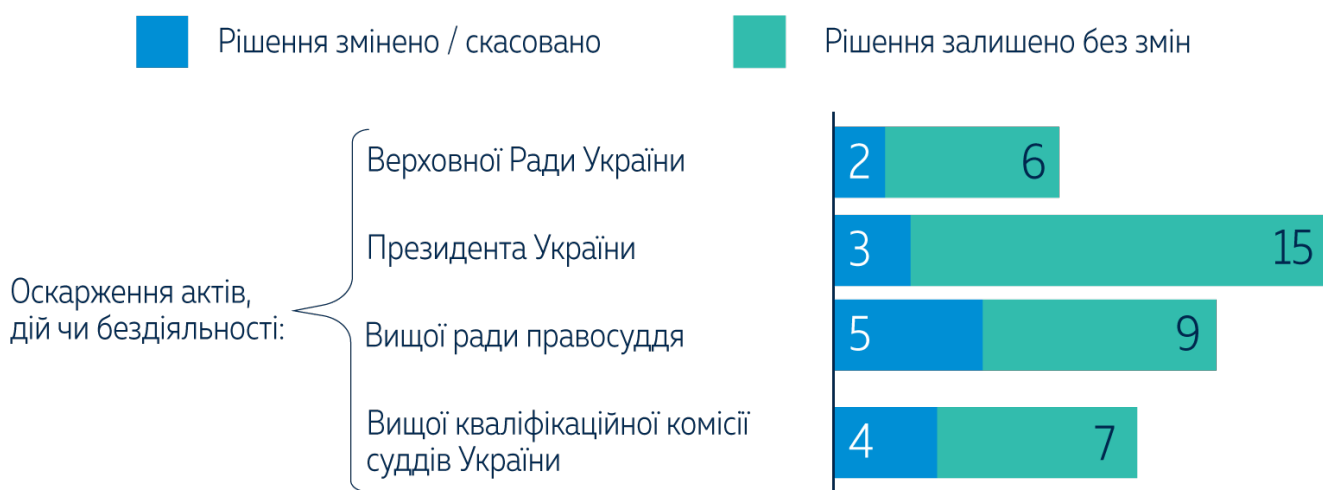 Рішення змінено / скасовано
Рішення залишено без змін
Оскарження актів,
дій чи бездіяльності:
Верховної Ради України
2 6
Президента України
3 15
Вищої ради правосуддя
5 9
Вищої кваліфікаційної комісії
суддів України
4 7